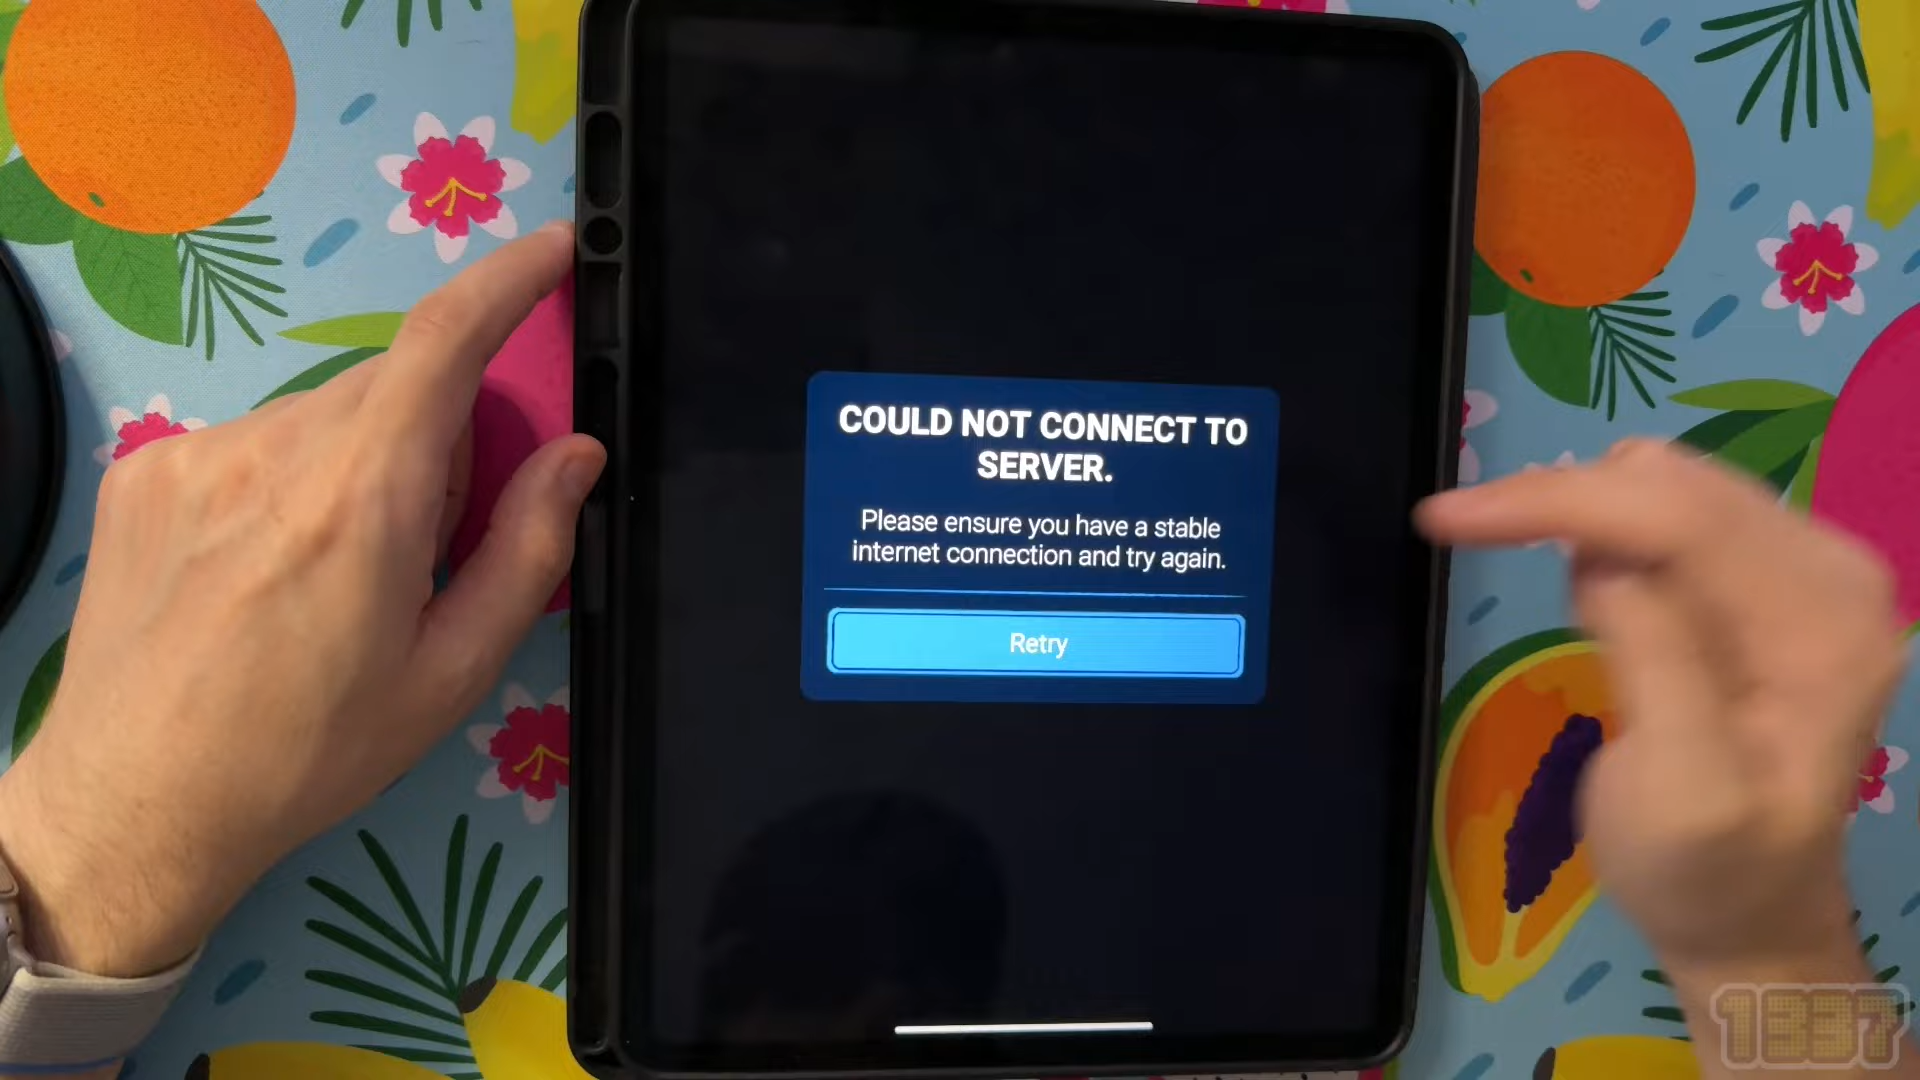 COULD NOT CONNECT TO
SERVER.
Please ensure you have a stable
internet connection and try again.
Retry
1337